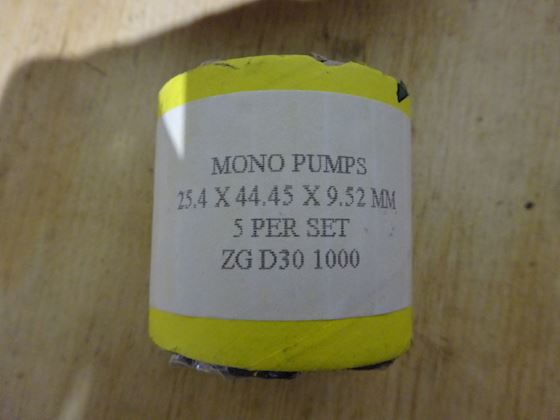 MONO PUMPS
25.4 X 44.45 X 9.52 MM
5 PER SET
ZG D30 1000